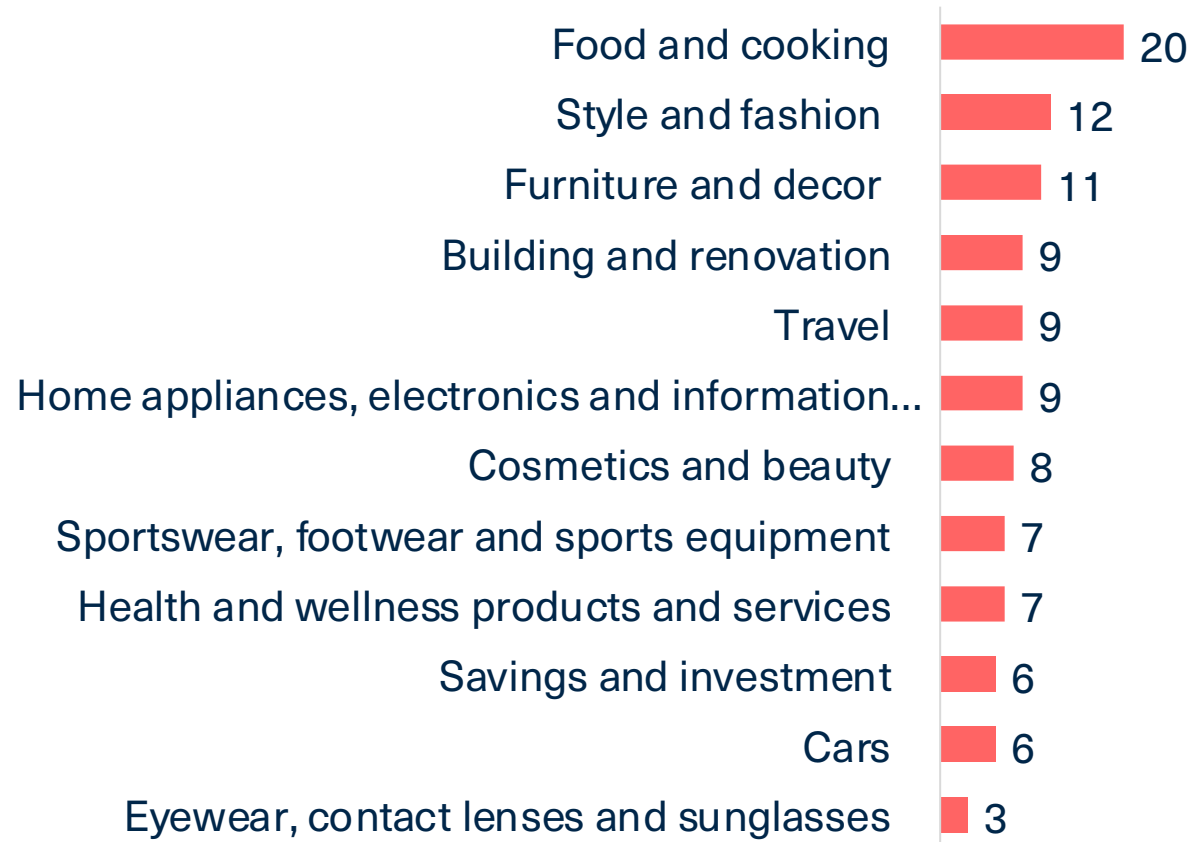 Food and cooking 20
Style and fashion 12
Furniture and decor 11
Building and renovation 9
Travel 9
Home appliances, electronics and information... 9
Cosmetics and beauty 8
Sportswear, footwear and sports equipment 7
Health and wellness products and services 7
Savings and investment 6
Cars 6
Eyewear, contact lenses and sunglasses 3